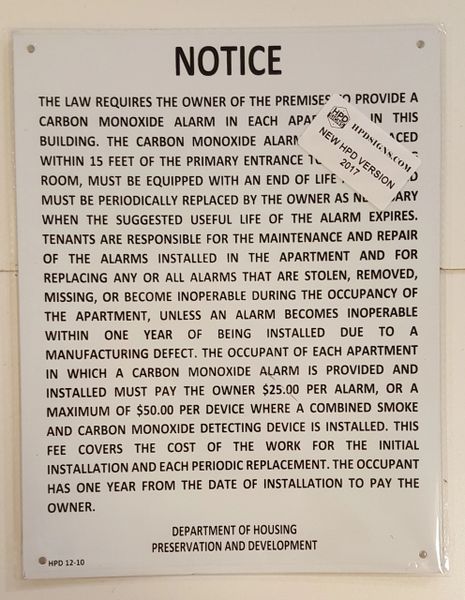 NOTICE
THE LAW REQUIRES THE OWNER OF THE PREMISES TO PROVIDE A
CARBON MONOXIDE ALARM IN EACH IN THIS
BUILDING. THE CARBON MONOXIDE ALARM
WITHIN 15 FEET OF THE PRIMARY ENTRANCE TO
ROOM, MUST BE EQUIPPED WITH AN END OF LIFE
MUST BE PERIODICALLY REPLACED BY THE OWNER AS
WHEN THE SUGGESTED USEFUL LIFE OF THE ALARM EXPIRES.
TENANTS ARE RESPONSIBLE FOR THE MAINTENANCE AND REPAIR
OF THE ALARMS INSTALLED IN THE APARTMENT AND FOR
REPLACING ANY OR ALL ALARMS THAT ARE STOLEN, REMOVED,
MISSING, OR BECOME INOPERABLE DURING THE OCCUPANCY OF
THE APARTMENT, UNLESS AN ALARM BECOMES INOPERABLE
WITHIN ONE YEAR OF BEING INSTALLED DUE TO A
MANUFACTURING DEFECT. THE OCCUPANT OF EACH APARTMENT
IN WHICH A CARBON MONOXIDE ALARM IS PROVIDED AND
INSTALLED MUST PAY THE OWNER $25.00 PER ALARM, OR A
MAXIMUM OF $50.00 PER DEVICE WHERE A COMBINED SMOKE
AND CARBON MONOXIDE DETECTING DEVICE IS INSTALLED. THIS
FEE COVERS THE COST OF THE WORK FOR THE INITIAL
INSTALLATION AND EACH PERIODIC REPLACEMENT. THE OCCUPANT
HAS ONE YEAR FROM THE DATE OF INSTALLATION TO PAY THE
OWNER.
DEPARTMENT OF HOUSING
PRESERVATION AND DEVELOPMENT
HPD 12-10
HPD SIGNS
HPDSIGNS.COM
NEW HPD VERSION
2017